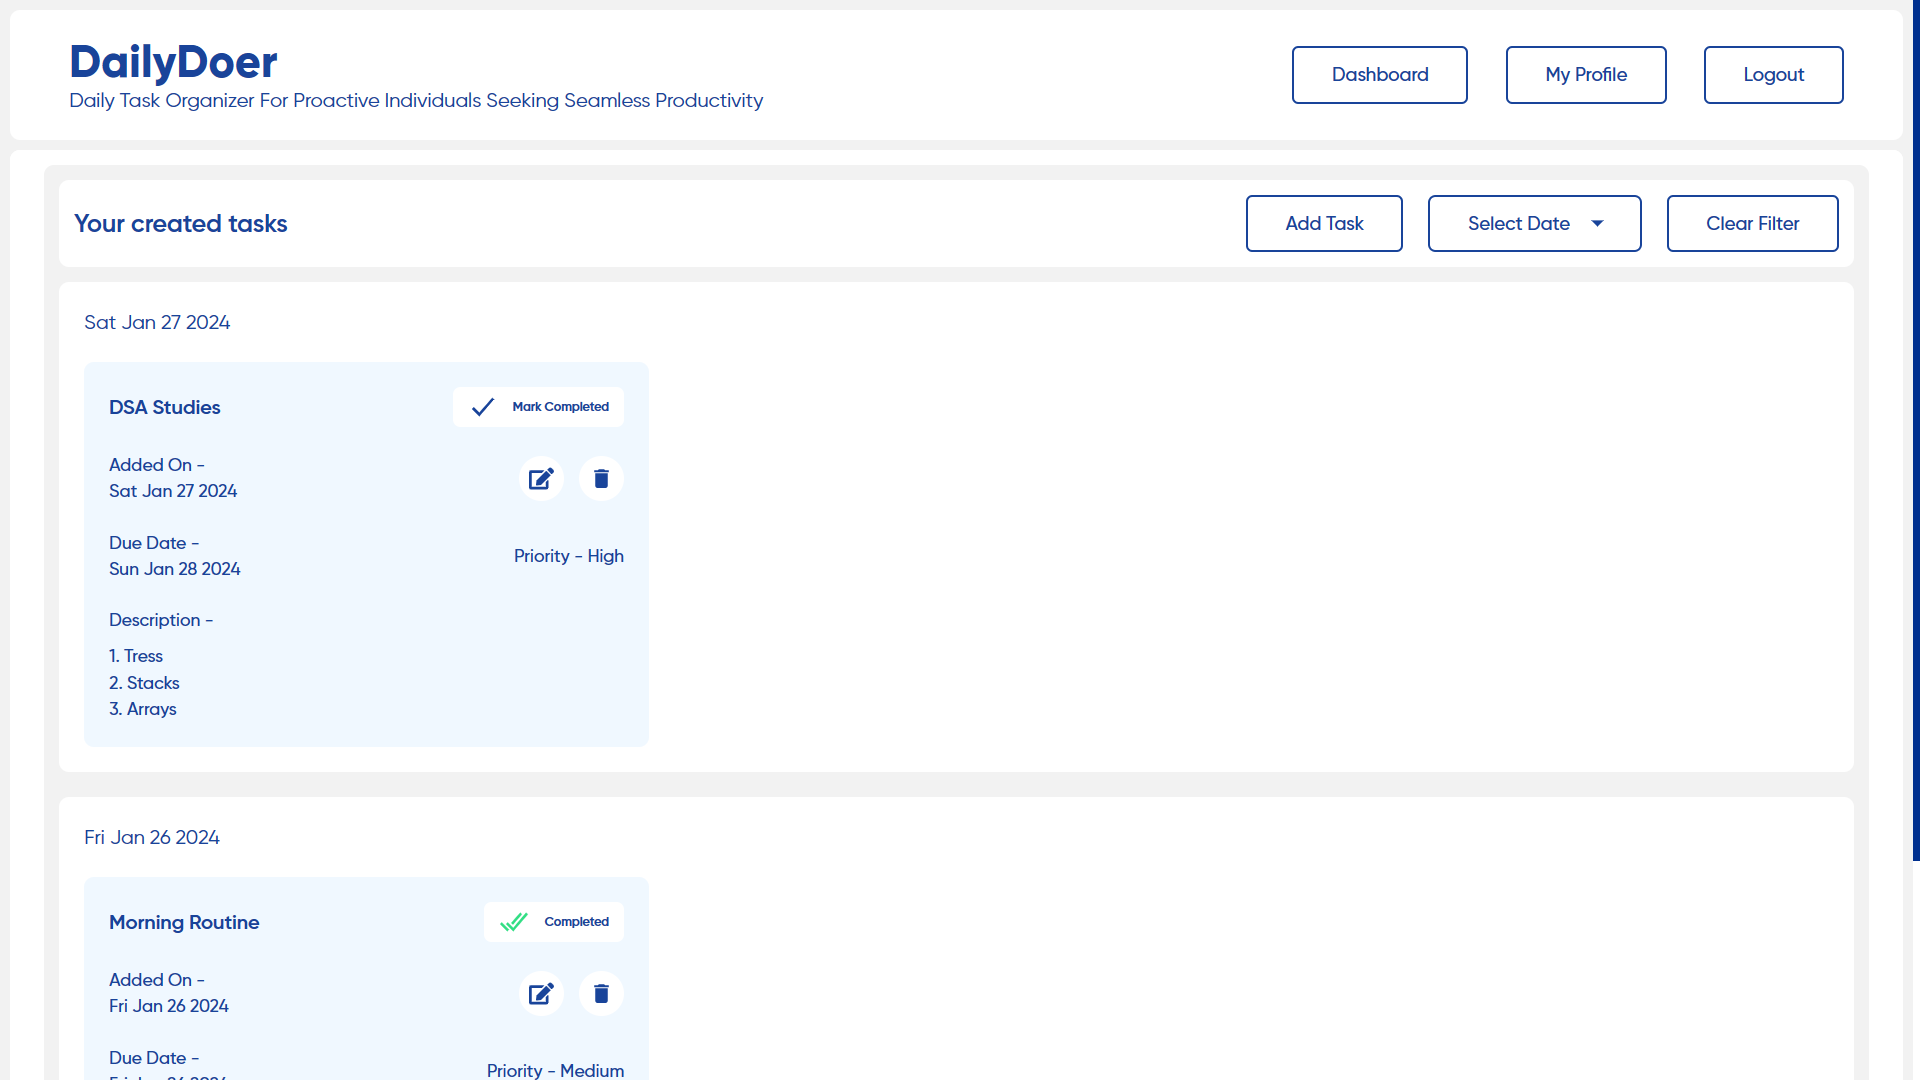 DailyDoer
Daily Task Organizer For Proactive Individuals Seeking Seamless Productivity
Dashboard
My Profile
Logout
Your created tasks
Add Task
Select Date
Clear Filter
Sat Jan 27 2024
DSA Studies
Mark Completed
Added On -
Sat Jan 27 2024
Due Date -
Sun Jan 28 2024
Priority - High
Description -
1. Tress
2. Stacks
3. Arrays
Fri Jan 26 2024
Morning Routine
Completed
Added On -
Fri Jan 26 2024
Due Date -
Priority - Medium